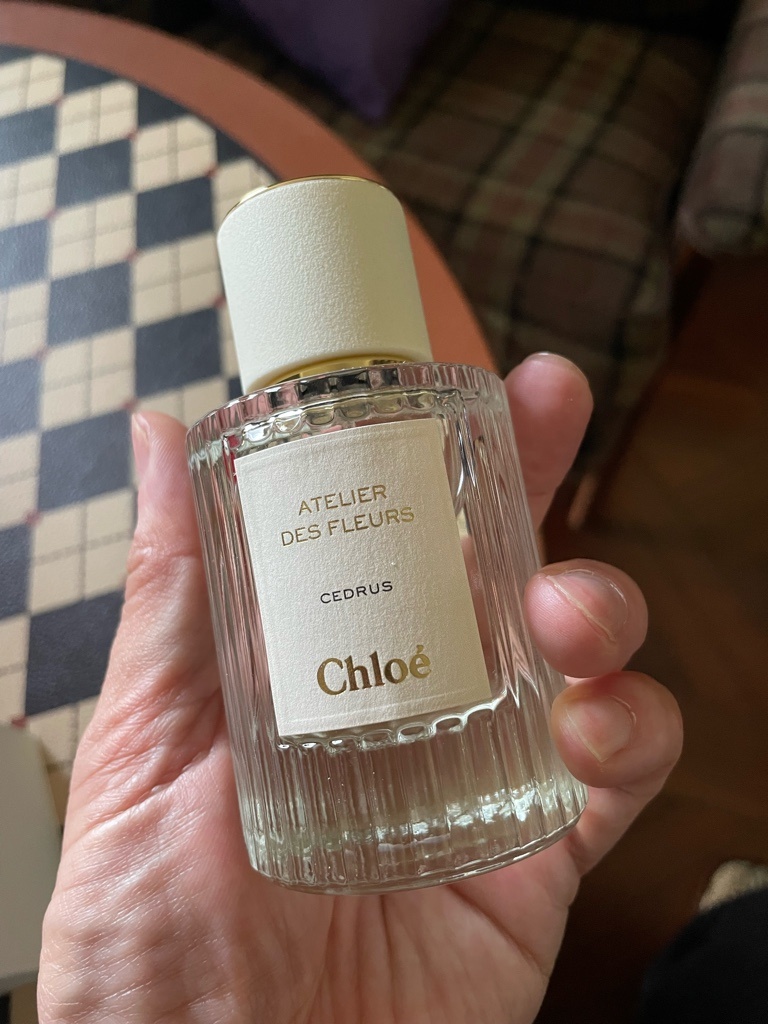 ATELIER
DES FLEURS
CEDRUS
Chloé